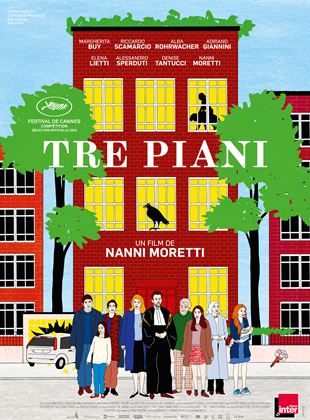 MARGHERITA BUY
RICCARDO SCAMARCIO
ALBA ROHRWACHER
ADRIANO GIANNINI
ELENA LIETTI
ALESSANDRO SPERDUTI
DENISE TANTUCCI
NANNI MORETTI
FESTIVAL DE CANNES
COMPÉTITION
SÉLECTION OFFICIELLE 2021
TRE PIANI
UN FILM DE
NANNI MORETTI
inter